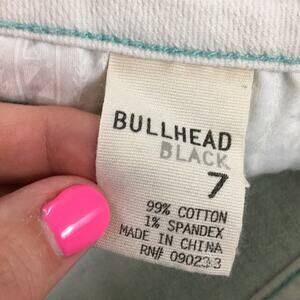 BULLHEAD
BLACK
7
99% COTTON
1% SPANDEX
MADE IN CHINA
RN# 090233